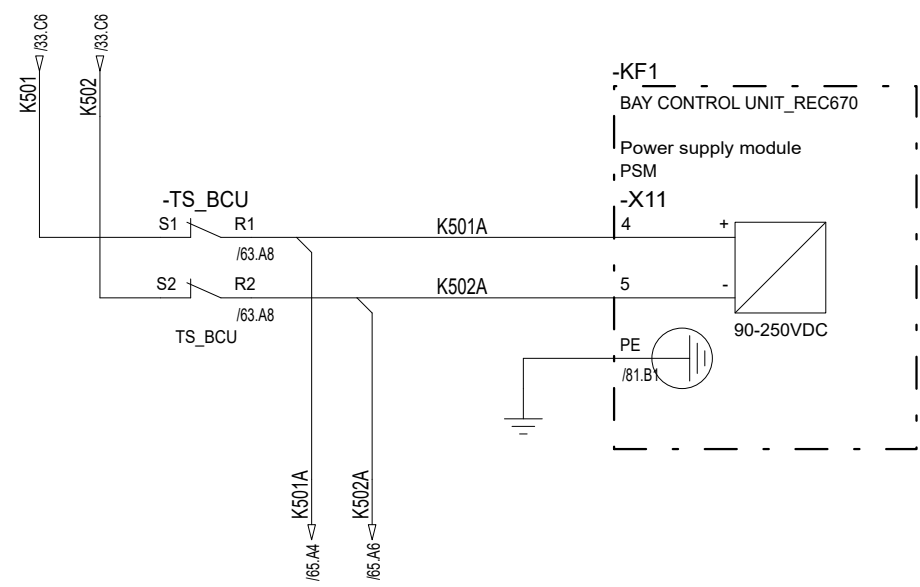 /33.C6
/33.C6
K501
K502
-KF1
BAY CONTROL UNIT_REC670
Power supply module
PSM
-TS_BCU
-X11
S1
R1
K501A
4
+
/63.A8
S2
R2
K502A
5
-
/63.A8
TS_BCU
90-250VDC
PE
/81.B1
K501A
K502A
/65.A4
/65.A6